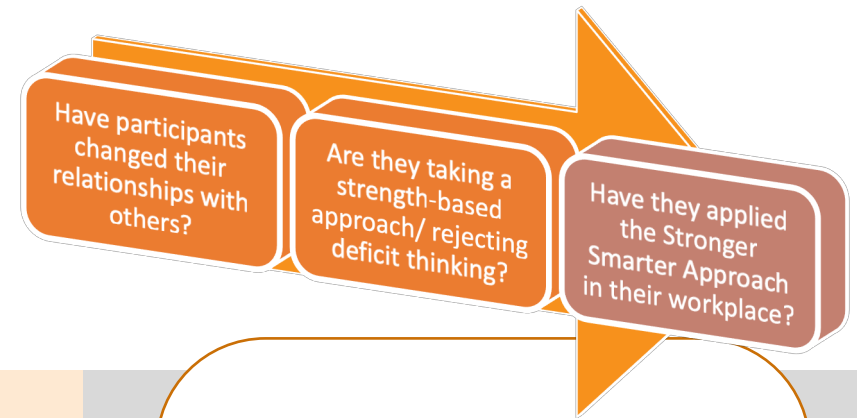 Have participants
changed their
relationships with
others?
Are they taking a
strength-based
approach/ rejecting
deficit thinking?
Have they applied
the Stronger
Smarter Approach
in their workplace?